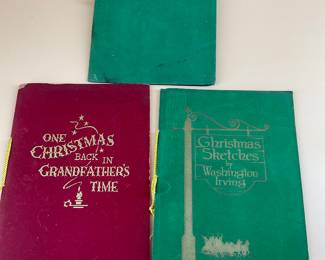 ONE
CHRISTMAS
BACK IN
GRANDFATHER'S
TIME
Christmas
Sketches
by
Washington
Irving